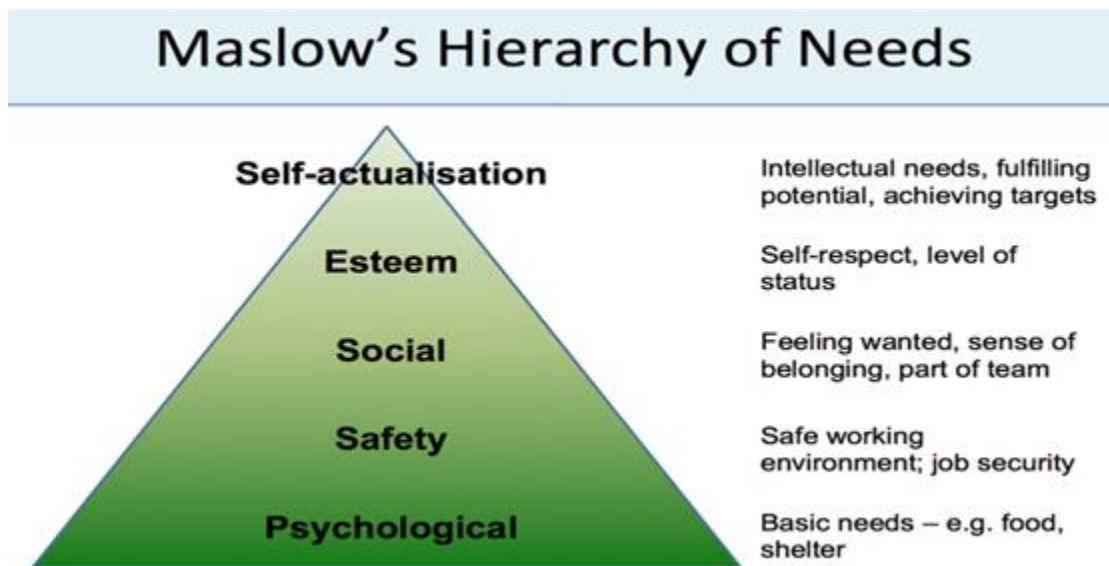 Maslow’s Hierarchy of Needs
Self-actualisation
Intellectual needs, fulfilling
potential, achieving targets
Esteem
Self-respect, level of
status
Social
Feeling wanted, sense of
belonging, part of team
Safety
Safe working
environment; job security
Psychological
Basic needs – e.g. food,
shelter